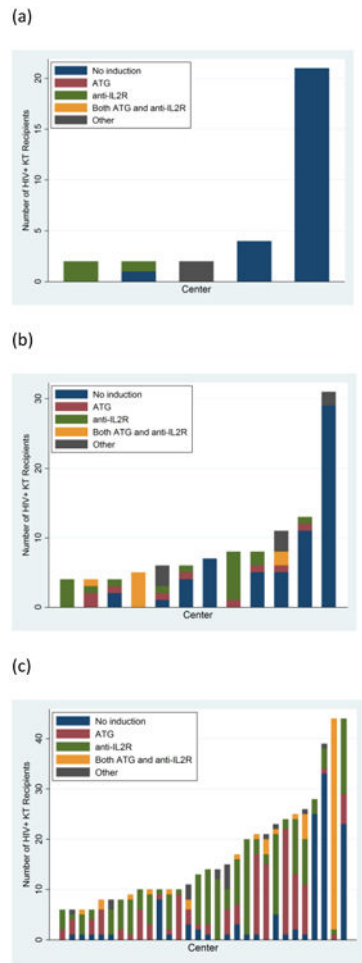 (a)
Number of HIV+ KT Recipients
20
15
10
5
0
No induction
ATG
anti-IL2R
Both ATG and anti-IL2R
Other
Center
(b)
Number of HIV+ KT Recipients
30
20
10
0
No induction
ATG
anti-IL2R
Both ATG and anti-IL2R
Other
Center
(c)
Number of HIV+ KT Recipients
40
30
20
10
0
No induction
ATG
anti-IL2R
Both ATG and anti-IL2R
Other
Center